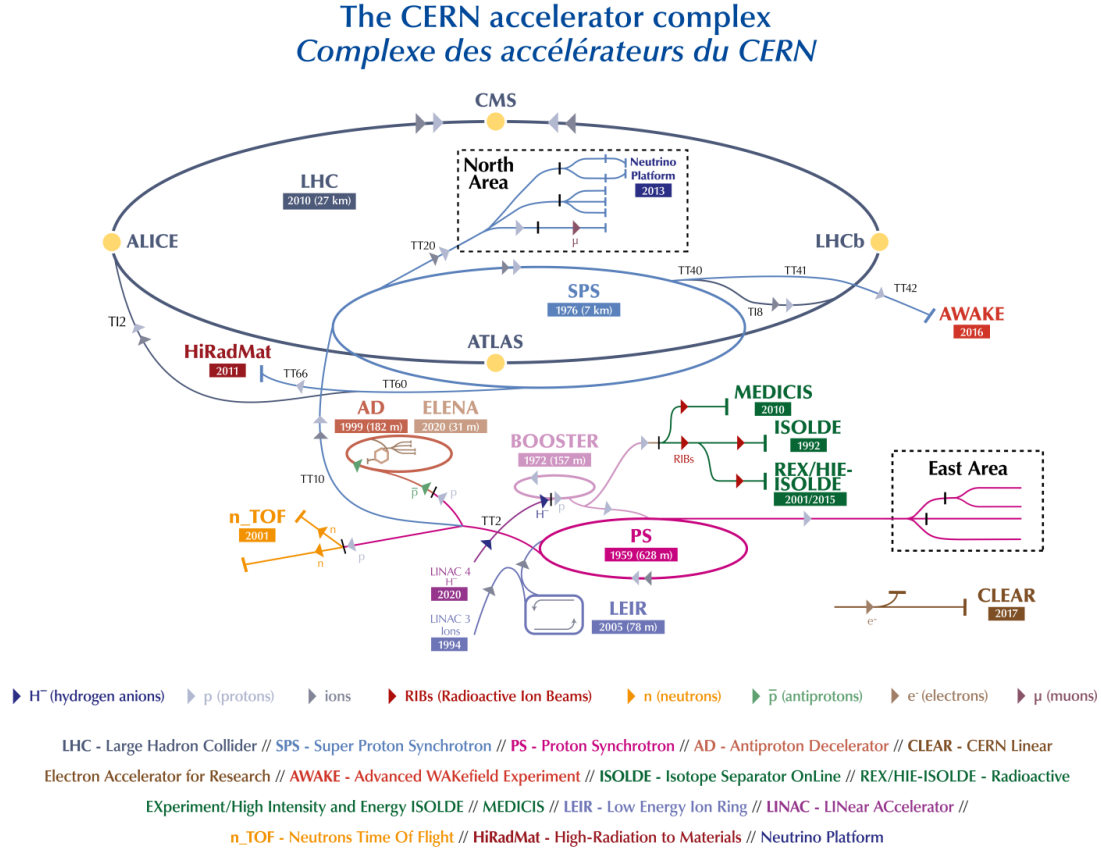 The CERN accelerator complex
Complexe des accélérateurs du CERN
CMS
North
Area
Neutrino
Platform
2013
LHC
2010 (27 km)
μ
ALICE
LHCb
TT20
TT40
TT41
TT42
SPS
1976 (7 km)
TI8
TI2
AWAKE
2016
ATLAS
HiRadMat
2011
TT66
TT60
MEDICIS
2010
AD
1999 (182 m)
ELENA
2020 (31 m)
ISOLDE
1992
BOOSTER
1972 (157 m)
RIBs
REX/HIE-
ISOLDE
2001/2015
East Area
TT10
p̅
p
H⁻
p
n_TOF
2001
n
n
p
TT2
PS
1959 (628 m)
LINAC 4
H⁻
2020
LINAC 3
Ions
1994
LEIR
2005 (78 m)
CLEAR
2017
e-
H⁻ (hydrogen anions)
p (protons)
ions
RIBs (Radioactive Ion Beams)
n (neutrons)
p̅ (antiprotons)
e- (electrons)
μ (muons)
LHC - Large Hadron Collider // SPS - Super Proton Synchrotron // PS - Proton Synchrotron // AD - Antiproton Decelerator // CLEAR - CERN Linear
Electron Accelerator for Research // AWAKE - Advanced WAKefield Experiment // ISOLDE - Isotope Separator OnLine // REX/HIE-ISOLDE - Radioactive
EXperiment/High Intensity and Energy ISOLDE // MEDICIS // LEIR - Low Energy Ion Ring // LINAC - LINear ACcelerator //
n_TOF - Neutrons Time Of Flight // HiRadMat - High-Radiation to Materials // Neutrino Platform